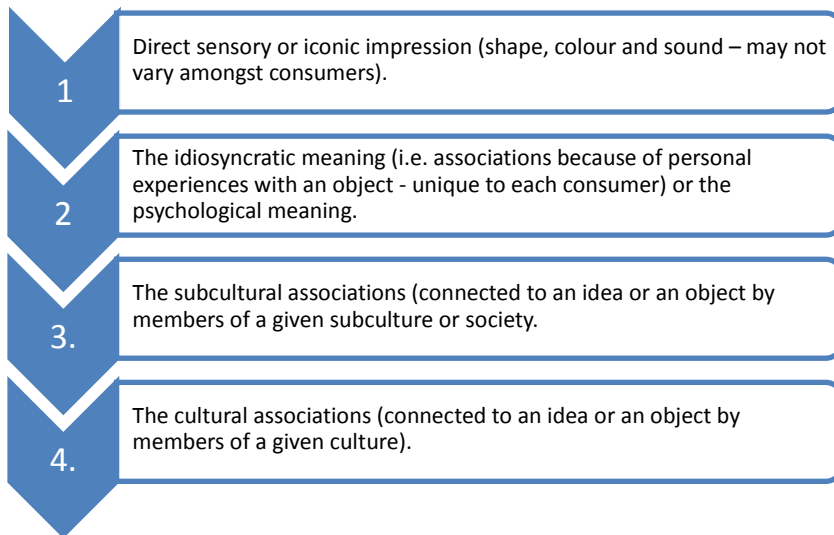 1
Direct sensory or iconic impression (shape, colour and sound – may not
vary amongst consumers).
2
The idiosyncratic meaning (i.e. associations because of personal
experiences with an object - unique to each consumer) or the
psychological meaning.
3.
The subcultural associations (connected to an idea or an object by
members of a given subculture or society.
4.
The cultural associations (connected to an idea or an object by
members of a given culture).